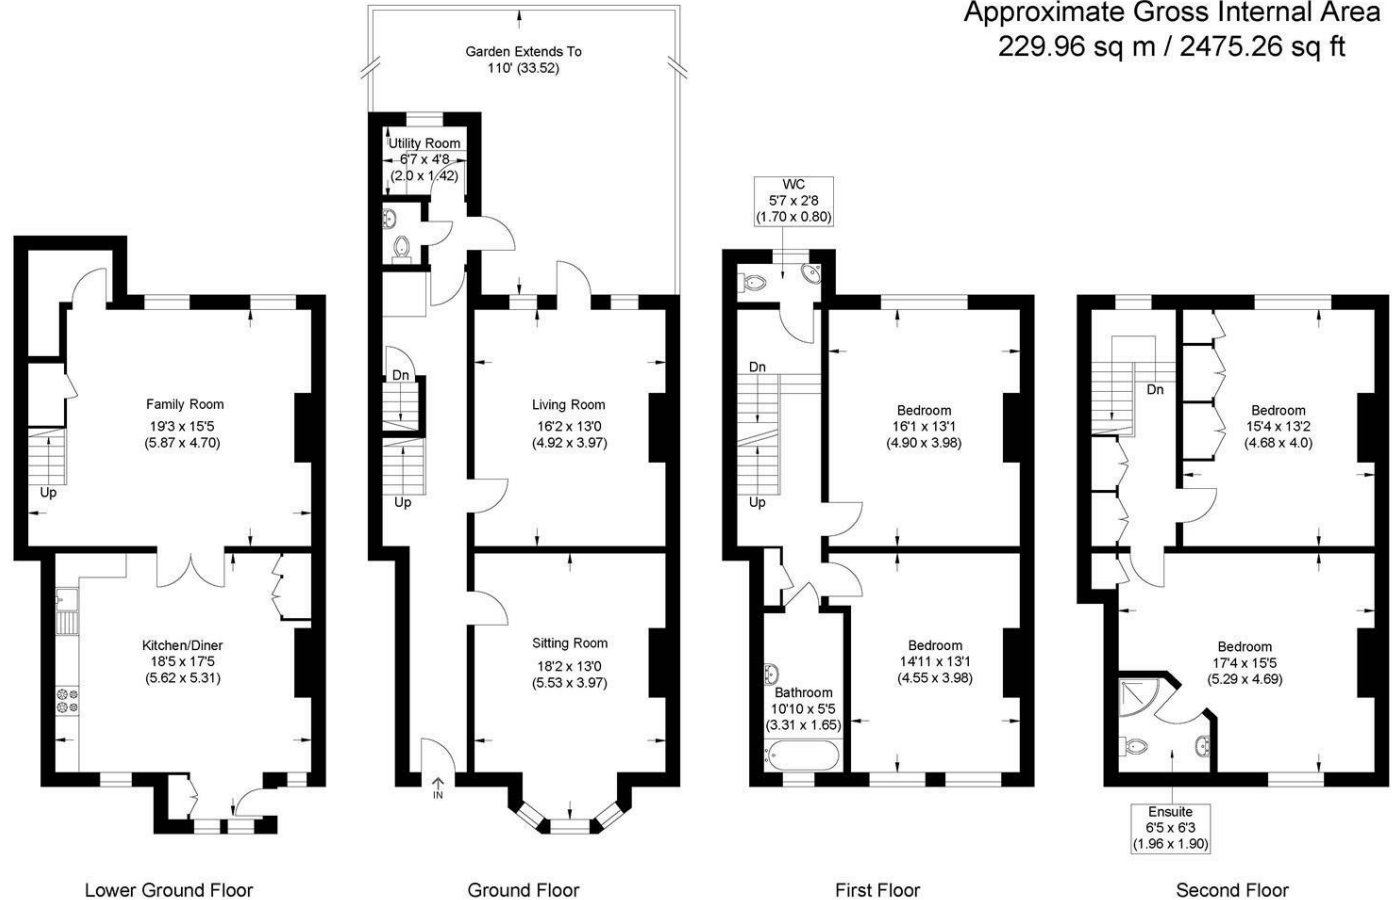 Approximate Gross Internal Area
229.96 sq m / 2475.26 sq ft
Garden Extends To
110' (33.52)
Utility Room
6'7 x 4'8
(2.0 x 1.42)
WC
5'7 x 2'8
(1.70 x 0.80)
Family Room
19'3 x 15'5
(5.87 x 4.70)
Up
Kitchen/Diner
18'5 x 17'5
(5.62 x 5.31)
Dn
Up
Living Room
16'2 x 13'0
(4.92 x 3.97)
Sitting Room
18'2 x 13'0
(5.53 x 3.97)
IN
Dn
Up
Bedroom
16'1 x 13'1
(4.90 x 3.98)
Bedroom
14'11 x 13'1
(4.55 x 3.98)
Bathroom
10'10 x 5'5
(3.31 x 1.65)
Dn
Bedroom
15'4 x 13'2
(4.68 x 4.0)
Bedroom
17'4 x 15'5
(5.29 x 4.69)
Ensuite
6'5 x 6'3
(1.96 x 1.90)
Lower Ground Floor
Ground Floor
First Floor
Second Floor